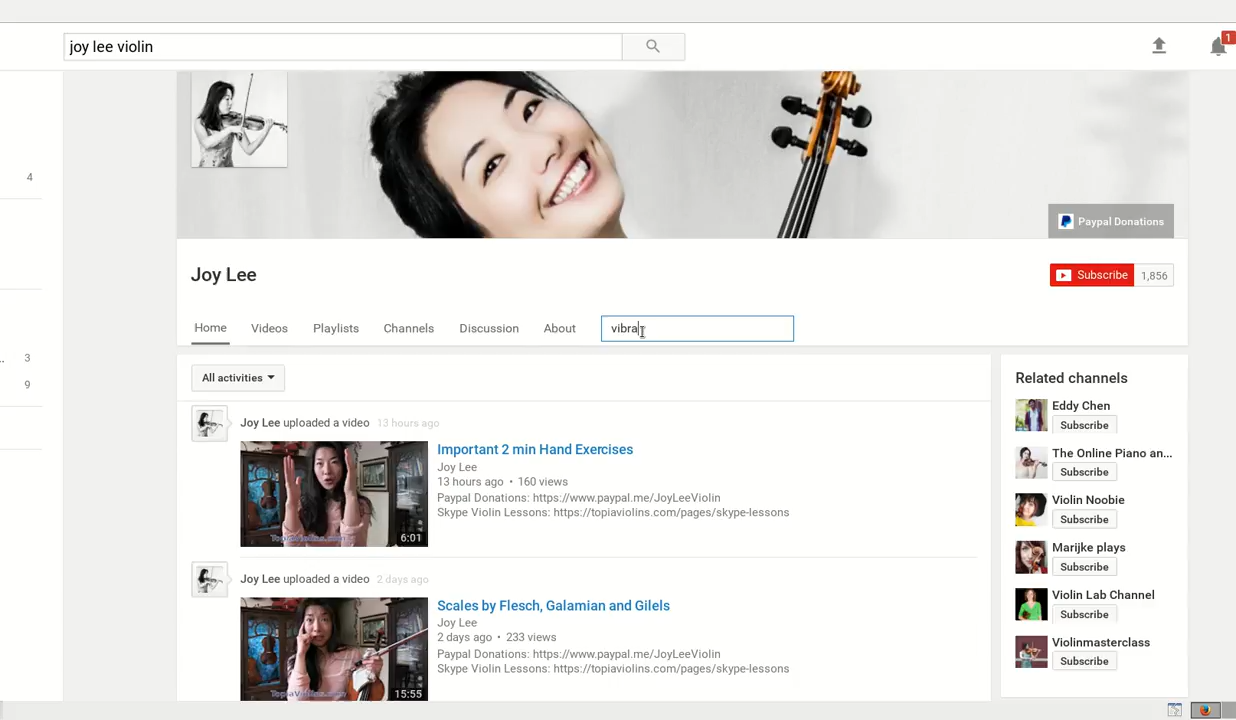 joy lee violin
1
4
Paypal Donations
Joy Lee
Subscribe 1,856
Home Videos Playlists Channels Discussion About vibra
.. 3
9
All activities
Joy Lee uploaded a video 13 hours ago
Important 2 min Hand Exercises
Joy Lee
13 hours ago • 160 views
Paypal Donations: https://www.paypal.me/JoyLeeViolin
Skype Violin Lessons: https://topiaviolins.com/pages/skype-lessons
TopiaViolins.com
6:01
Joy Lee uploaded a video 2 days ago
Scales by Flesch, Galamian and Gilels
Joy Lee
2 days ago • 233 views
Paypal Donations: https://www.paypal.me/JoyLeeViolin
Skype Violin Lessons: https://topiaviolins.com/pages/skype-lessons
TopiaViolins.com
15:55
Related channels
Eddy Chen
Subscribe
The Online Piano an...
Subscribe
Violin Noobie
Subscribe
Marijke plays
Subscribe
Violin Lab Channel
Subscribe
Violinmasterclass
Subscribe